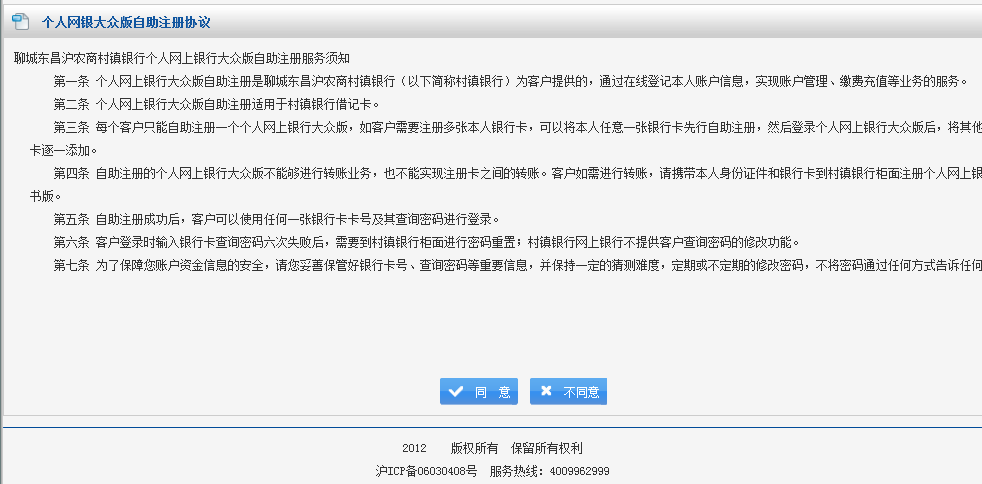 个人网银大众版自助注册协议
聊城东昌沪农商村镇银行个人网上银行大众版自助注册服务须知
第一条 个人网上银行大众版自助注册是聊城东昌沪农商村镇银行（以下简称村镇银行）为客户提供的，通过在线登记本人账户信息，实现账户管理、缴费充值等业务的服务。
第二条 个人网上银行大众版自助注册适用于村镇银行借记卡。
第三条 每个客户只能自助注册一个个人网上银行大众版，如客户需要注册多张本人银行卡，可以将本人任意一张银行卡先行自助注册，然后登录个人网上银行大众版后，将其他
卡逐一添加。
第四条 自助注册的个人网上银行大众版不能够进行转账业务，也不能实现注册卡之间的转账。客户如需进行转账，请携带本人身份证件和银行卡到村镇银行柜面注册个人网上银
书版。
第五条 自助注册成功后，客户可以使用任何一张银行卡卡号及其查询密码进行登录。
第六条 客户登录时输入银行卡查询密码六次失败后，需要到村镇银行柜面进行密码重置；村镇银行网上银行不提供客户查询密码的修改功能。
第七条 为了保障您账户资金信息的安全，请您妥善保管好银行卡号、查询密码等重要信息，并保持一定的猜测难度，定期或不定期的修改密码，不将密码通过任何方式告诉任何
同 意 不同意
2012 版权所有 保留所有权利
沪ICP备06030408号 服务热线：4009962999